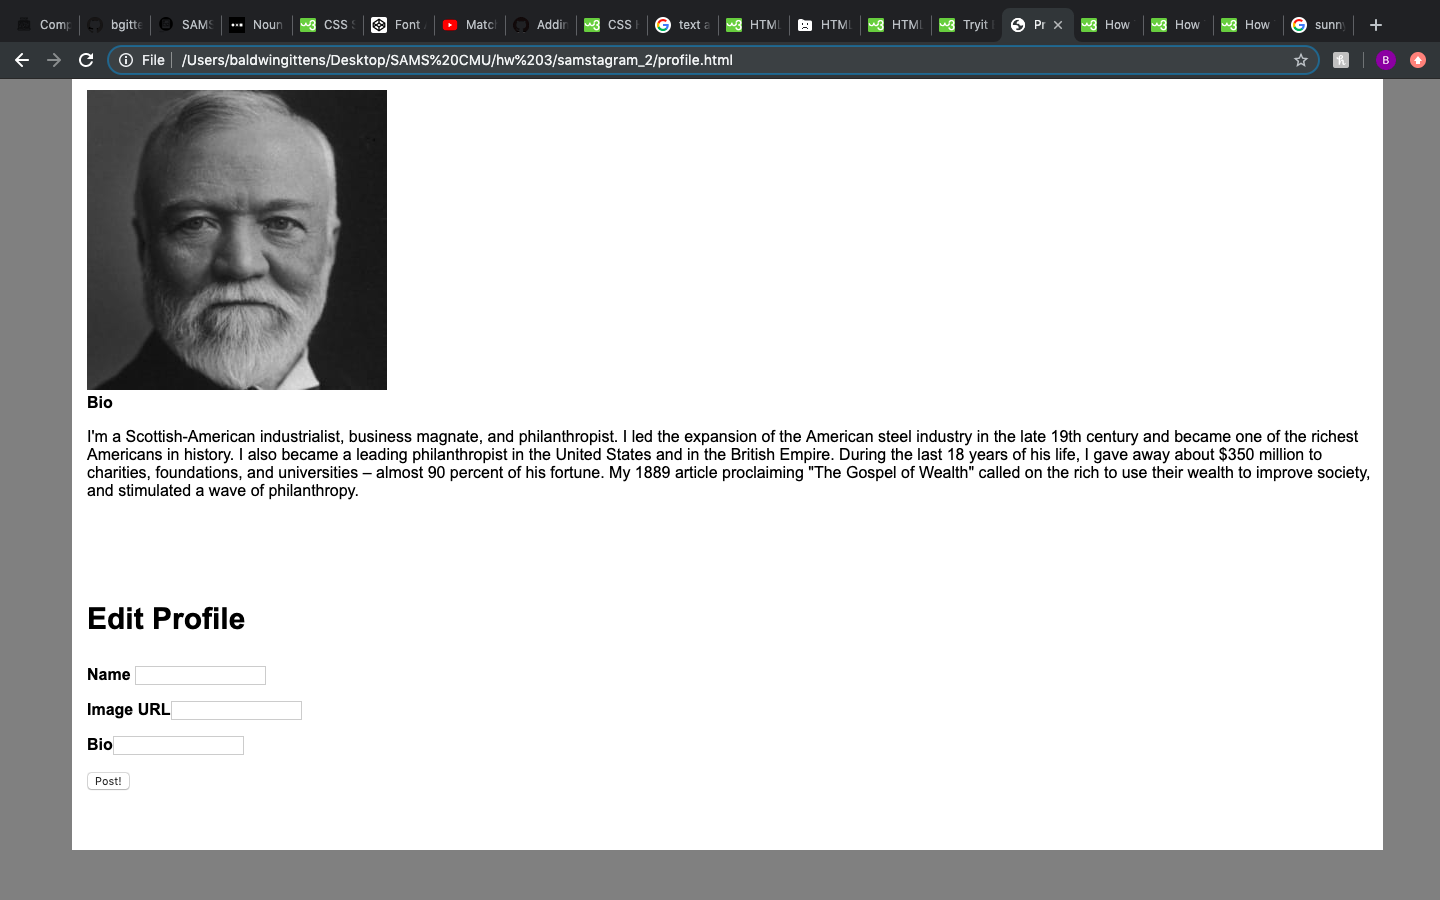 Comp
bgitte
SAMS
Noun
CSS S
Font A
Matc
Addin
CSS H
text a
HTML
HTML
HTML
Tryit
Pr
How
How
How
sunny
File
/Users/baldwingittens/Desktop/SAMS%20CMU/hw%203/samstagram_2/profile.html
B
Bio
I'm a Scottish-American industrialist, business magnate, and philanthropist. I led the expansion of the American steel industry in the late 19th century and became one of the richest
Americans in history. I also became a leading philanthropist in the United States and in the British Empire. During the last 18 years of his life, I gave away about $350 million to
charities, foundations, and universities – almost 90 percent of his fortune. My 1889 article proclaiming "The Gospel of Wealth" called on the rich to use their wealth to improve society,
and stimulated a wave of philanthropy.
Edit Profile
Name
Image URL
Bio
Post!